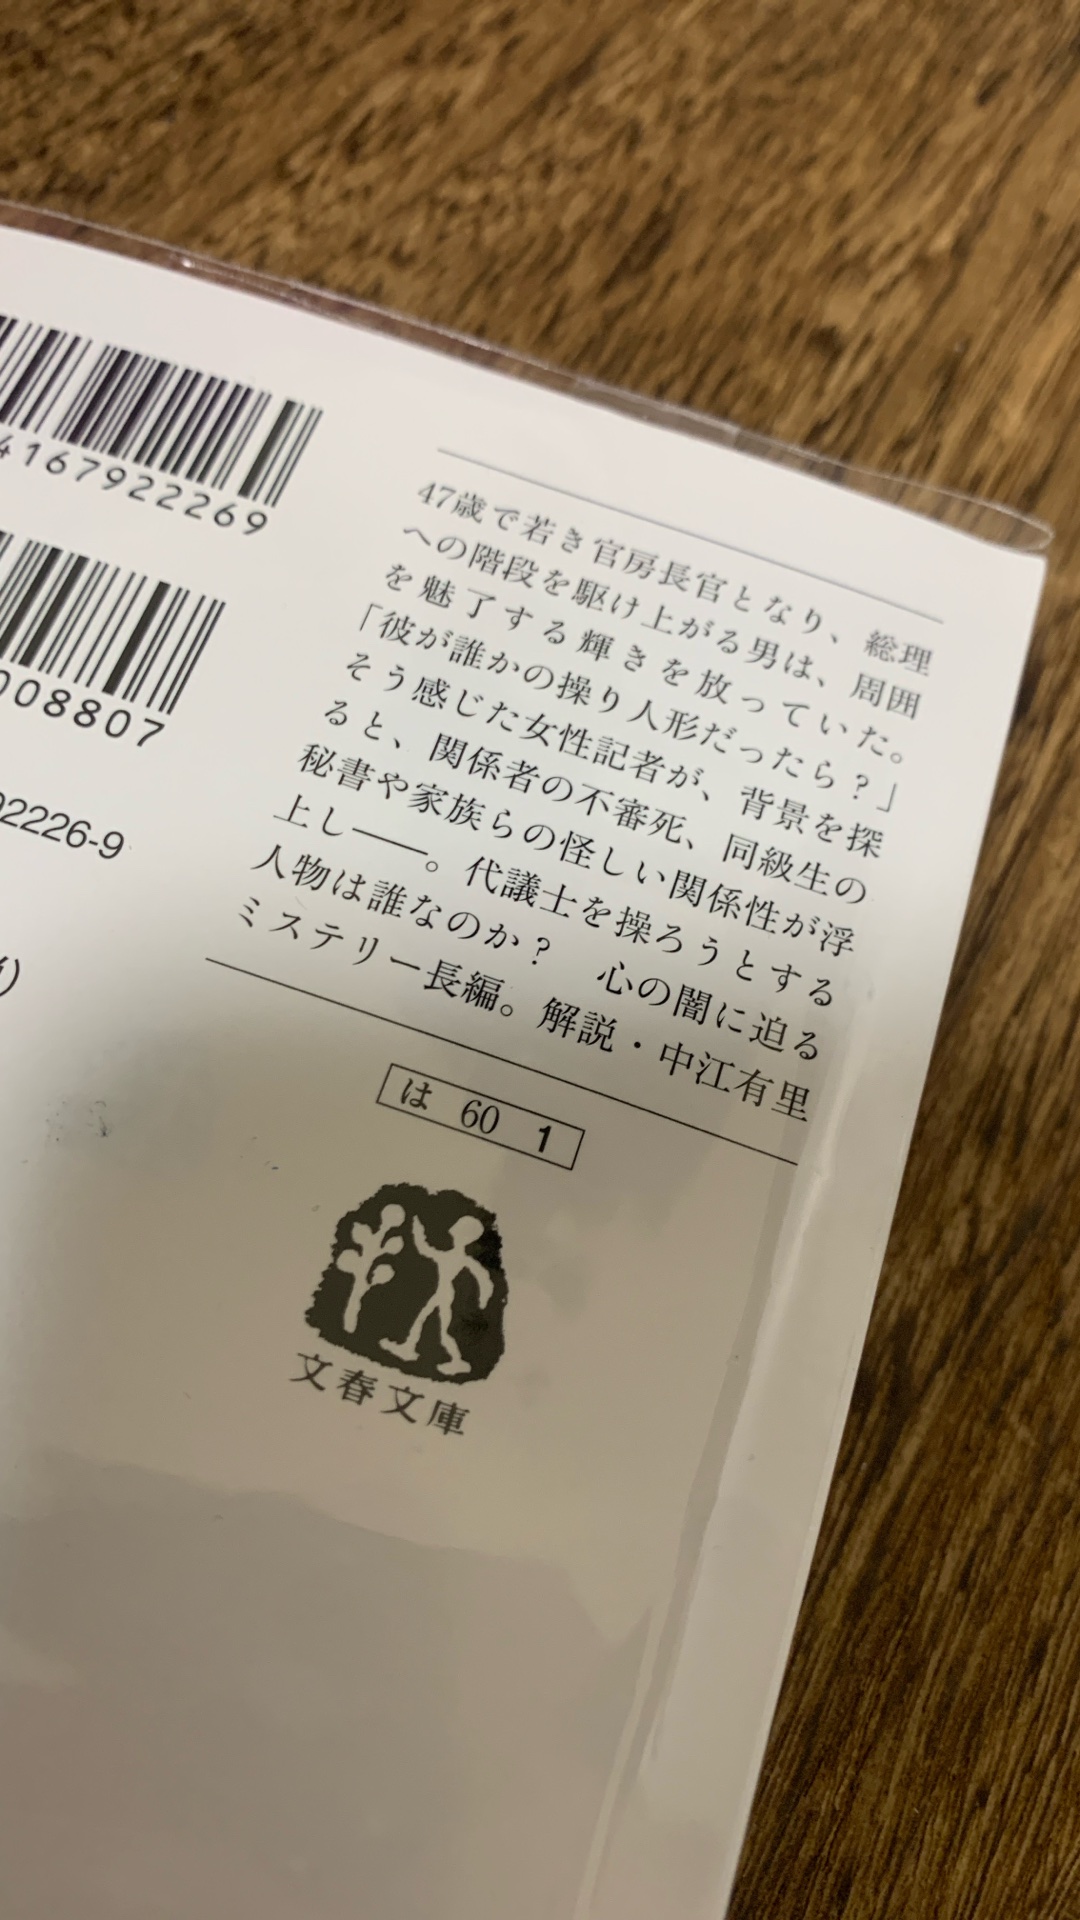 4167922269
008807
92226-9
47歳で若き官房長官となり、総理
への階段を駆け上がる男は、周囲
を魅了する輝きを放っていた。
「彼が誰かの操り人形だったら？」
そう感じた女性記者が、背景を探
ると、関係者の不審死、同級生の
秘書や家族らの怪しい関係性が浮
上し――。代議士を操ろうとする
人物は誰なのか？　心の闇に迫る
ミステリー長編。解説・中江有里
は 60 1
文春文庫